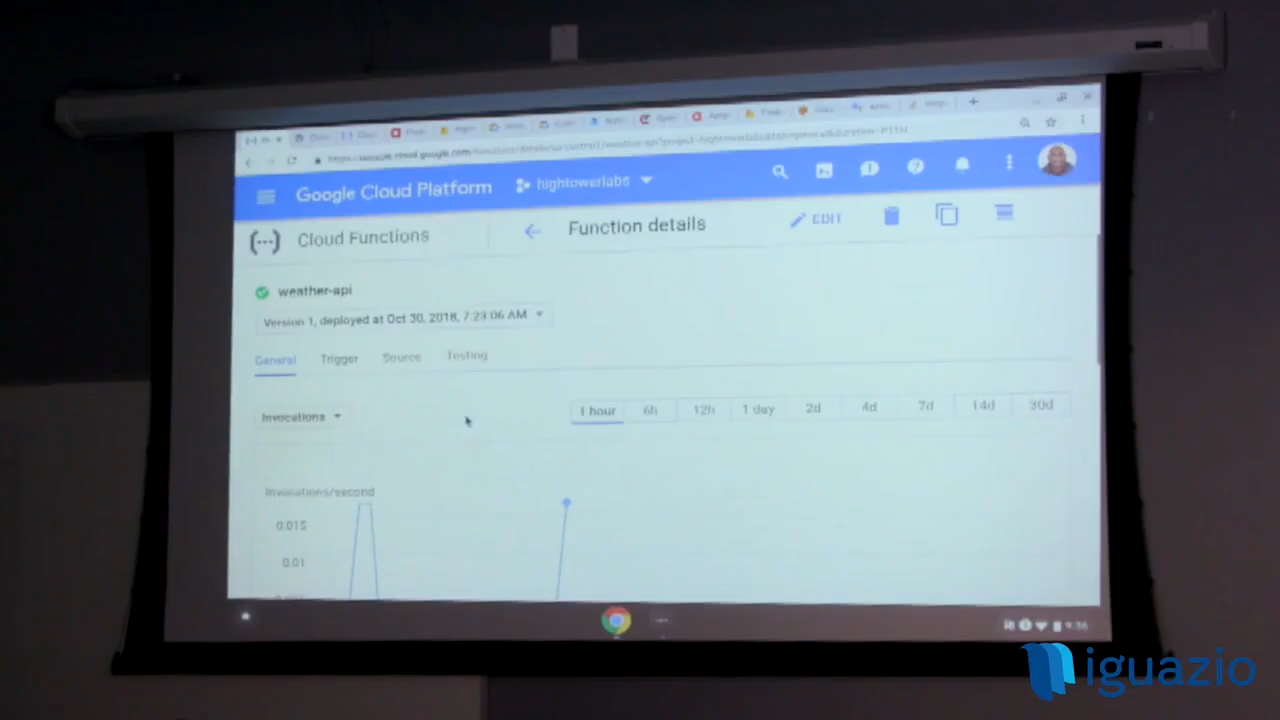 Google Cloud Platform hightowerlabs
Cloud Functions Function details EDIT
weather-api
Version 1, deployed at Oct 30, 2018, 7:23:06 AM
General Trigger Source Testing
Invocations 1 hour 6h 12h 1 day 2d 4d 7d 14d 30d
Invocations/second
0.015
0.01
iguazio